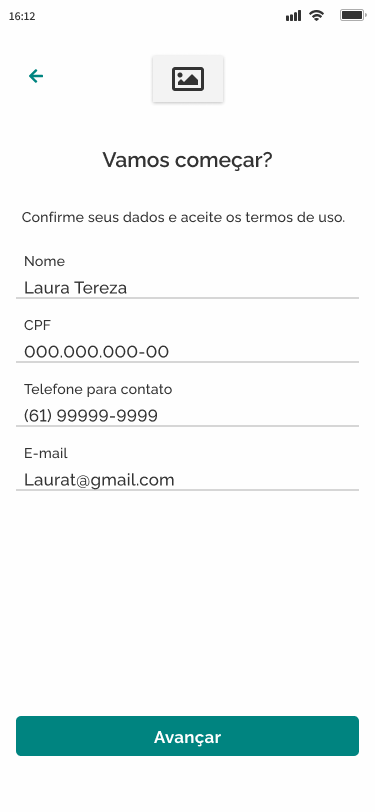 16:12
Vamos começar?
Confirme seus dados e aceite os termos de uso.
Nome
Laura Tereza
CPF
000.000.000-00
Telefone para contato
(61) 99999-9999
E-mail
Laurat@gmail.com
Avançar